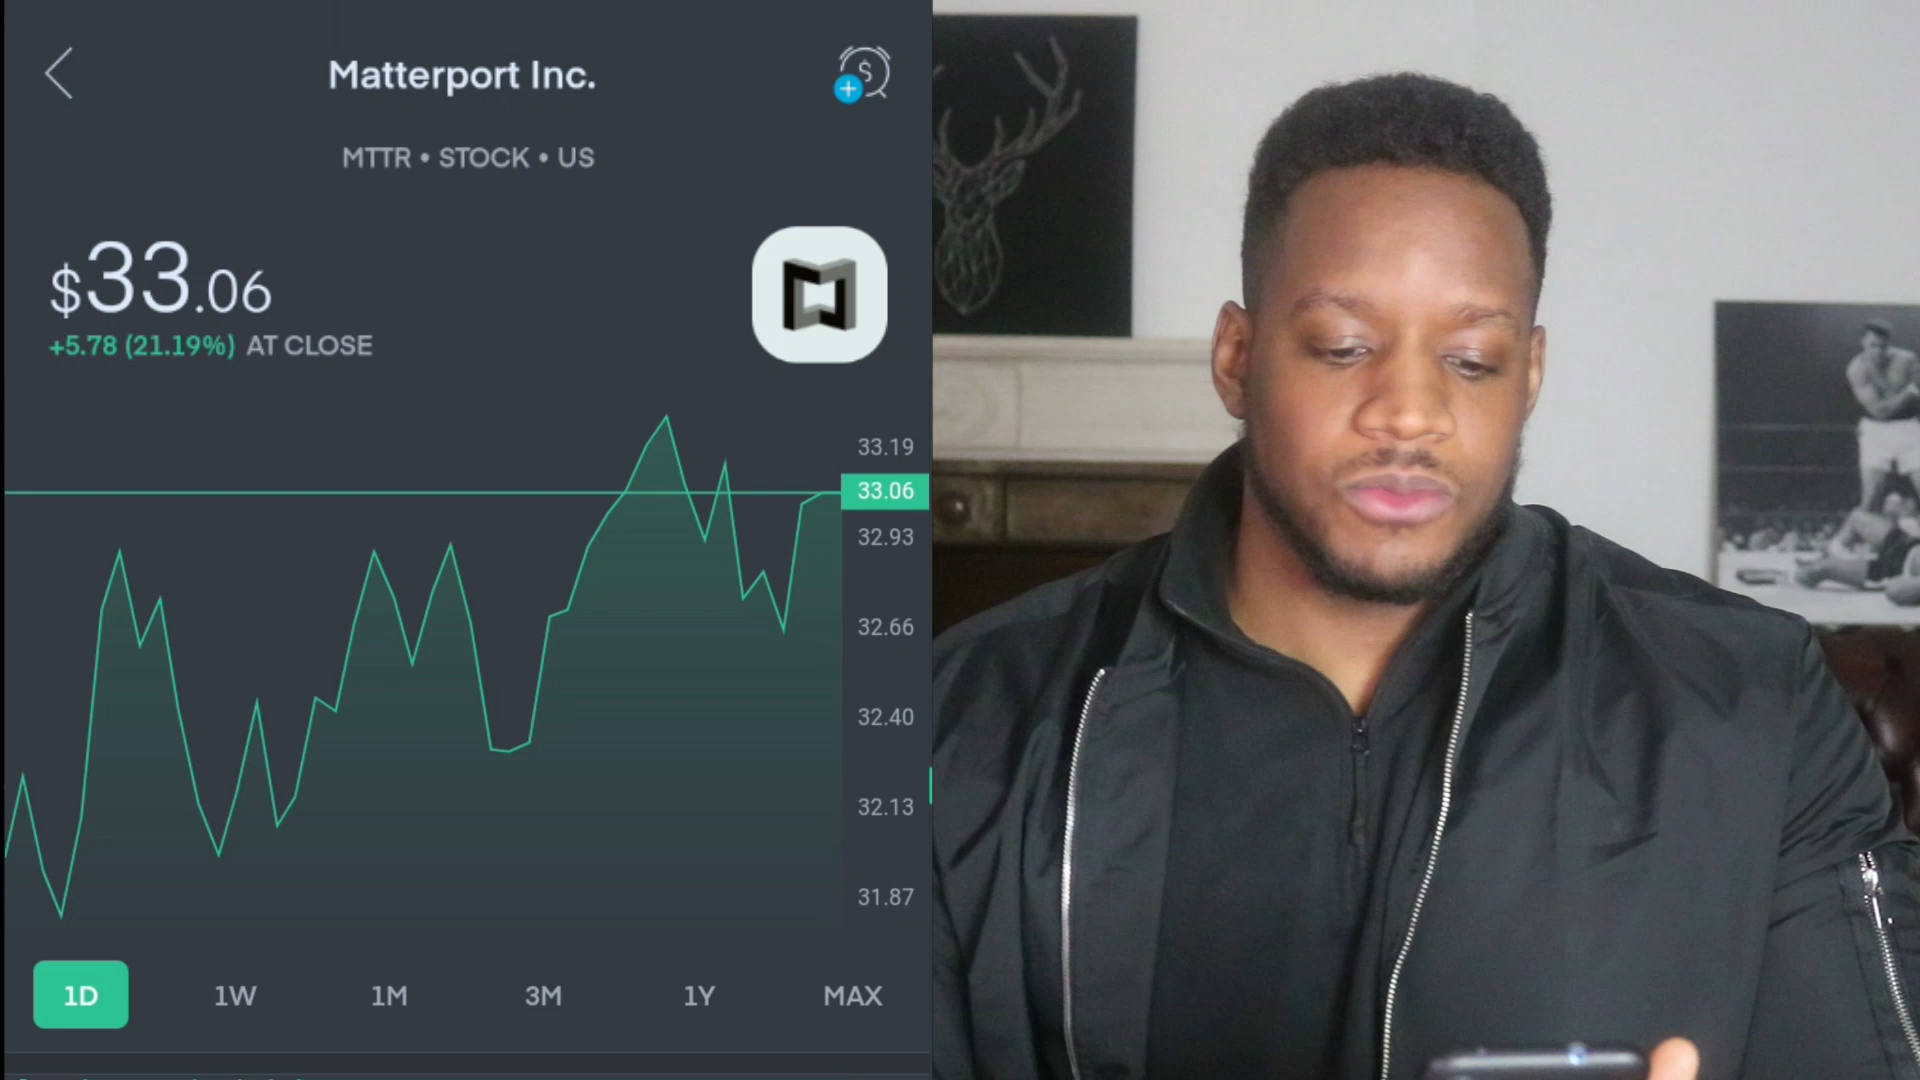 Matterport Inc.
$
MTTR • STOCK • US
$33.06
+5.78 (21.19%) AT CLOSE
33.19
33.06
32.93
32.66
32.40
32.13
31.87
1D 1W 1M 3M 1Y MAX